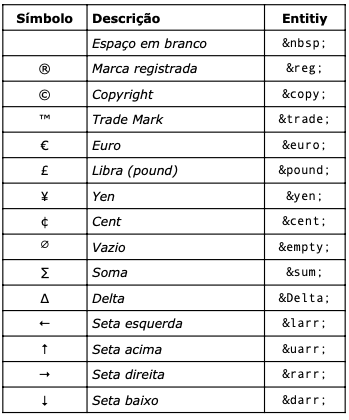 Símbolo Descrição Entitiy
Espaço em branco &nbsp;
® Marca registrada &reg;
© Copyright &copy;
™ Trade Mark &trade;
€ Euro &euro;
£ Libra (pound) &pound;
¥ Yen &yen;
¢ Cent &cent;
∅ Vazio &empty;
∑ Soma &sum;
Δ Delta &Delta;
← Seta esquerda &larr;
↑ Seta acima &uarr;
→ Seta direita &rarr;
↓ Seta baixo &darr;